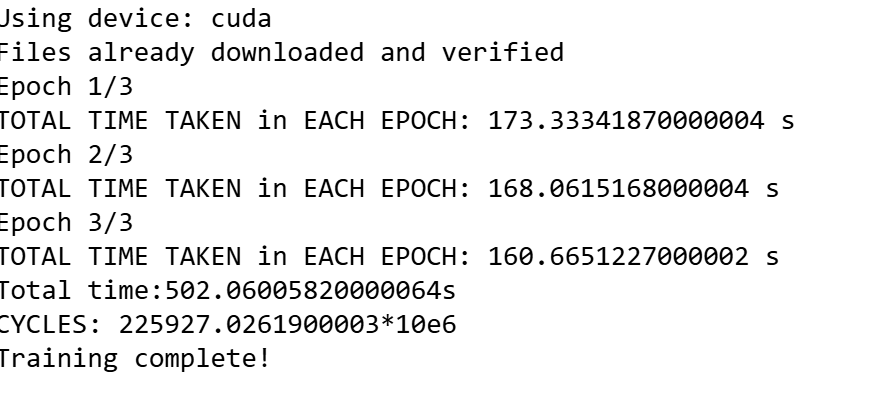 Using device: cuda
Files already downloaded and verified
Epoch 1/3
TOTAL TIME TAKEN in EACH EPOCH: 173.33341870000004 s
Epoch 2/3
TOTAL TIME TAKEN in EACH EPOCH: 168.0615168000004 s
Epoch 3/3
TOTAL TIME TAKEN in EACH EPOCH: 160.6651227000002 s
Total time:502.06005820000064s
CYCLES: 225927.0261900003*10e6
Training complete!